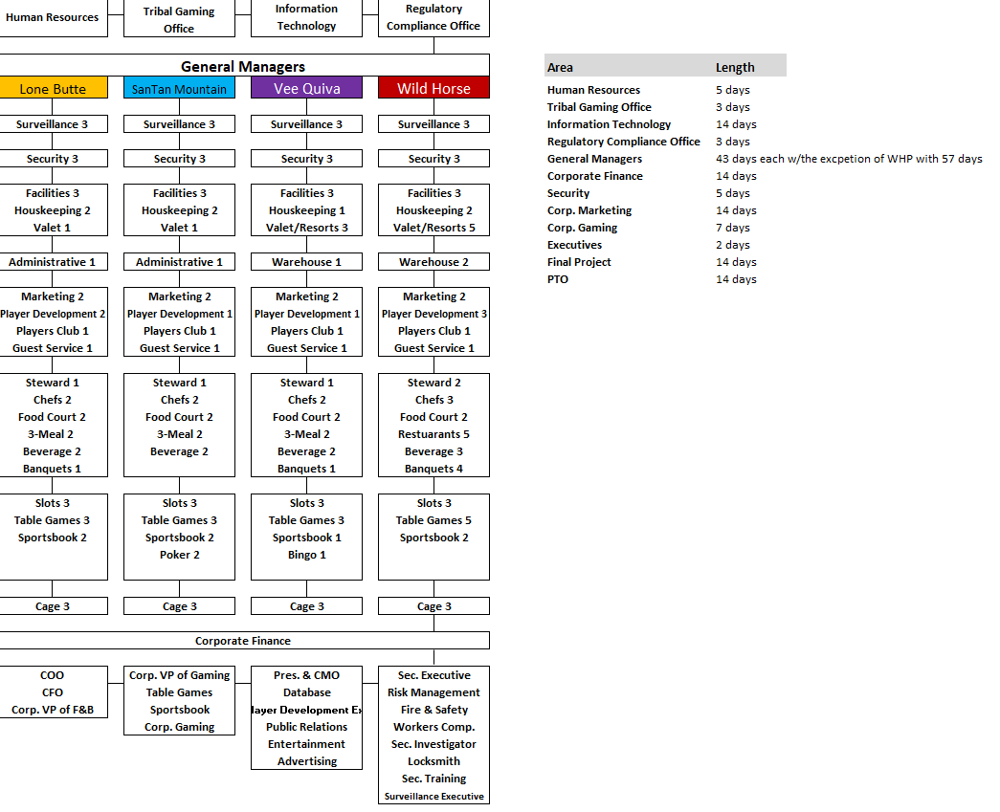 Human Resources
Tribal Gaming
Office
Information
Technology
Regulatory
Compliance Office
General Managers
Lone Butte
SanTan Mountain
Vee Quiva
Wild Horse
Surveillance 3
Surveillance 3
Surveillance 3
Surveillance 3
Security 3
Security 3
Security 3
Security 3
Facilities 3
Houskeeping 2
Valet 1
Facilities 3
Houskeeping 2
Valet 1
Facilities 3
Houskeeping 1
Valet/Resorts 3
Facilities 3
Houskeeping 2
Valet/Resorts 5
Administrative 1
Administrative 1
Warehouse 1
Warehouse 2
Marketing 2
Player Development 2
Players Club 1
Guest Service 1
Marketing 2
Player Development 1
Players Club 1
Guest Service 1
Marketing 2
Player Development 1
Players Club 1
Guest Service 1
Marketing 2
Player Development 3
Players Club 1
Guest Service 1
Steward 1
Chefs 2
Food Court 2
3-Meal 2
Beverage 2
Banquets 1
Steward 1
Chefs 2
Food Court 2
3-Meal 2
Beverage 2
Steward 1
Chefs 2
Food Court 2
3-Meal 2
Beverage 2
Banquets 1
Steward 2
Chefs 3
Food Court 2
Restuarants 5
Beverage 3
Banquets 4
Slots 3
Table Games 3
Sportsbook 2
Slots 3
Table Games 3
Sportsbook 2
Poker 2
Slots 3
Table Games 3
Sportsbook 1
Bingo 1
Slots 3
Table Games 5
Sportsbook 2
Cage 3
Cage 3
Cage 3
Cage 3
Corporate Finance
COO
CFO
Corp. VP of F&B
Corp. VP of Gaming
Table Games
Sportsbook
Corp. Gaming
Pres. & CMO
Database
layer Development Ex
Public Relations
Entertainment
Advertising
Sec. Executive
Risk Management
Fire & Safety
Workers Comp.
Sec. Investigator
Locksmith
Sec. Training
Surveillance Executive
Area Length
Human Resources 5 days
Tribal Gaming Office 3 days
Information Technology 14 days
Regulatory Compliance Office 3 days
General Managers 43 days each w/the excpetion of WHP with 57 days
Corporate Finance 14 days
Security 5 days
Corp. Marketing 14 days
Corp. Gaming 7 days
Executives 2 days
Final Project 14 days
PTO 14 days